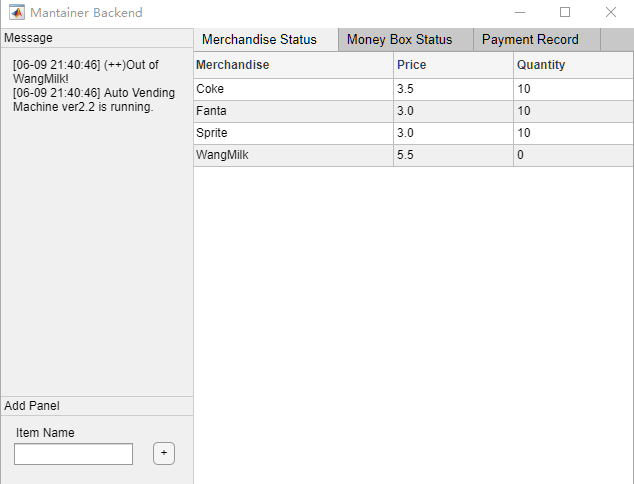 Mantainer Backend
Message
[06-09 21:40:46] (++)Out of
WangMilk!
[06-09 21:40:46] Auto Vending
Machine ver2.2 is running.
Merchandise Status Money Box Status Payment Record
Merchandise Price Quantity
Coke 3.5 10
Fanta 3.0 10
Sprite 3.0 10
WangMilk 5.5 0
Add Panel
Item Name
+